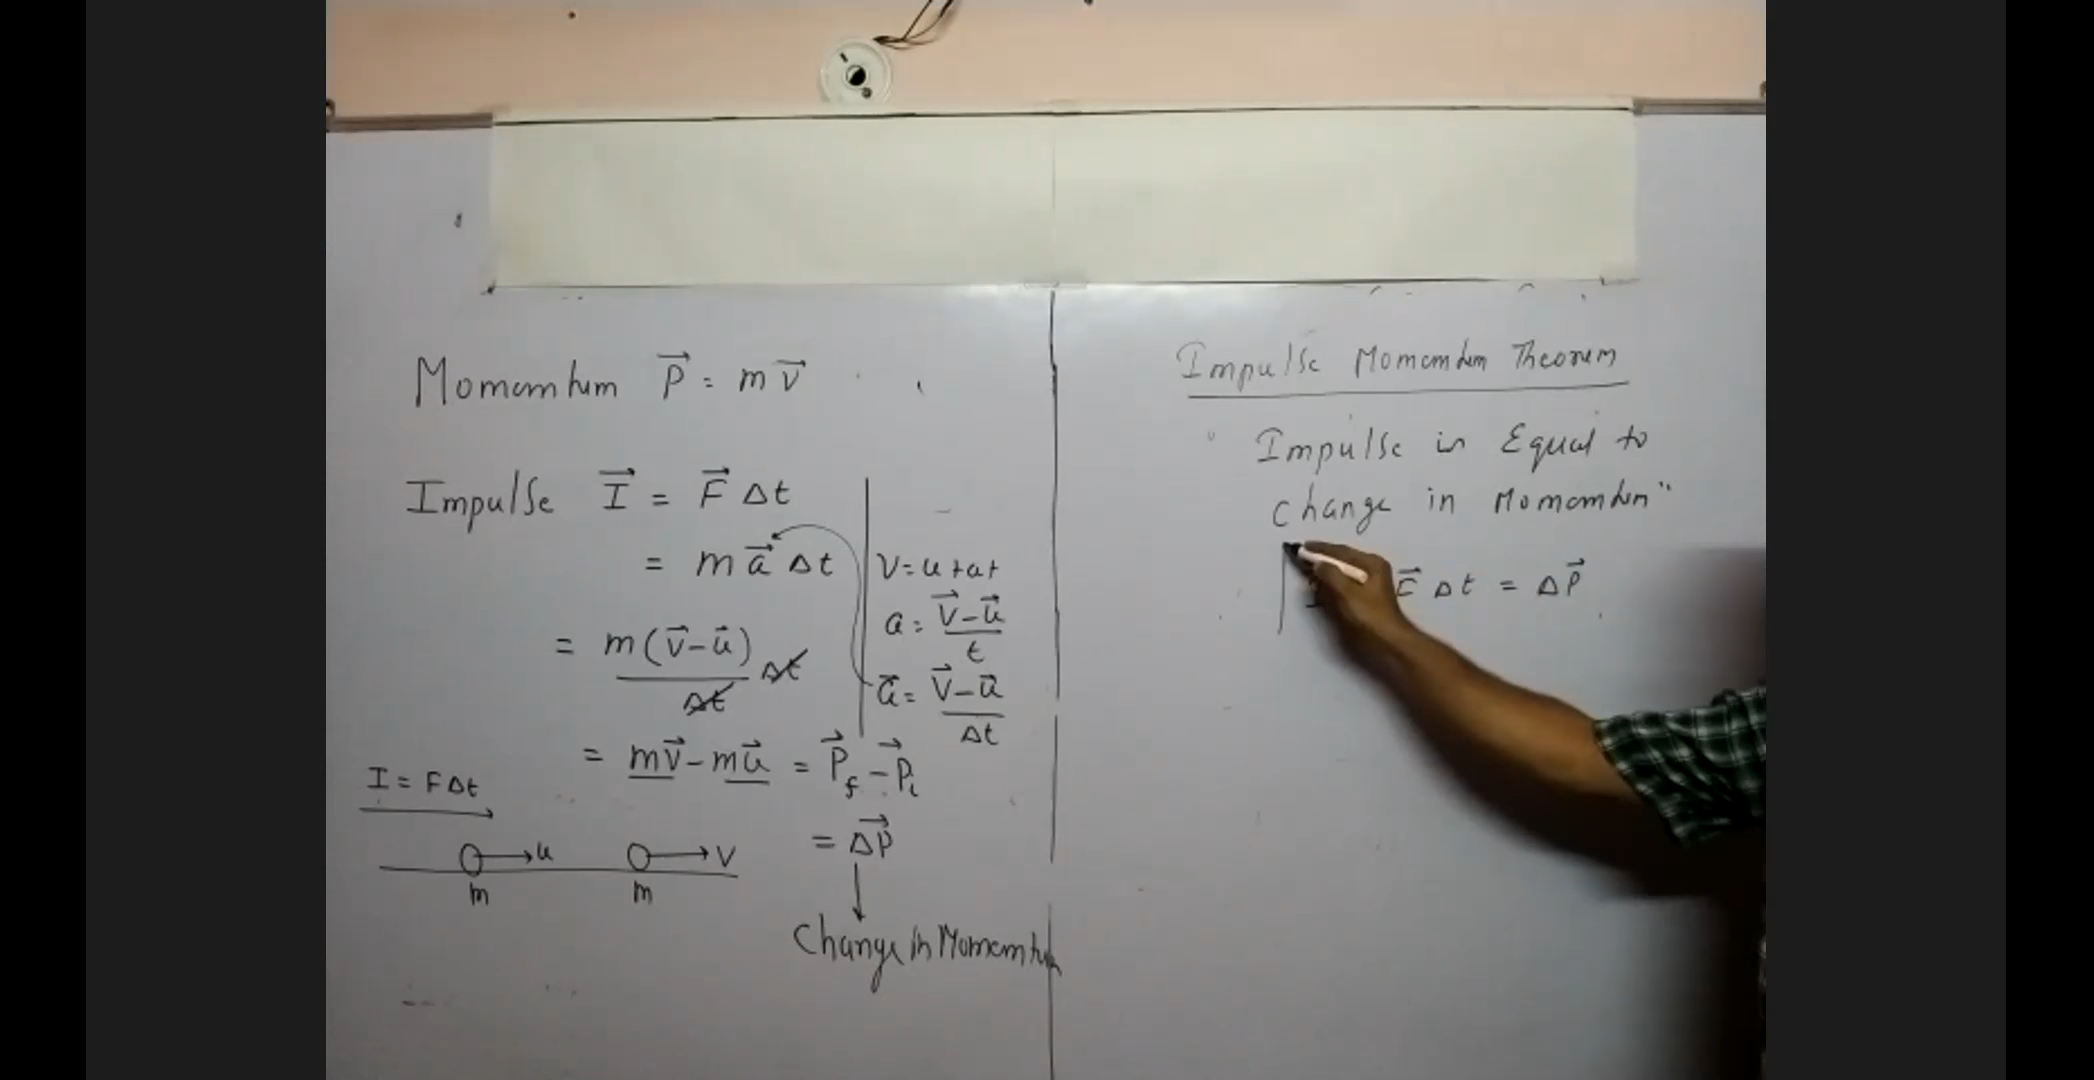 Momentum P⃗ = m v⃗
Impulse I⃗ = F⃗ Δt
= m a⃗ Δt
= m(v⃗-u⃗)/Δt Δt
= mv⃗ - mu⃗ = P⃗f - P⃗i
= ΔP⃗
Change in Momentum
V = u + at
a = V⃗-u⃗/t
a⃗ = V⃗-u⃗/Δt
I = FΔt
u V
m m
Impulse Momentum Theorem
Impulse is Equal to
change in Momentum"
F⃗ Δt = ΔP⃗